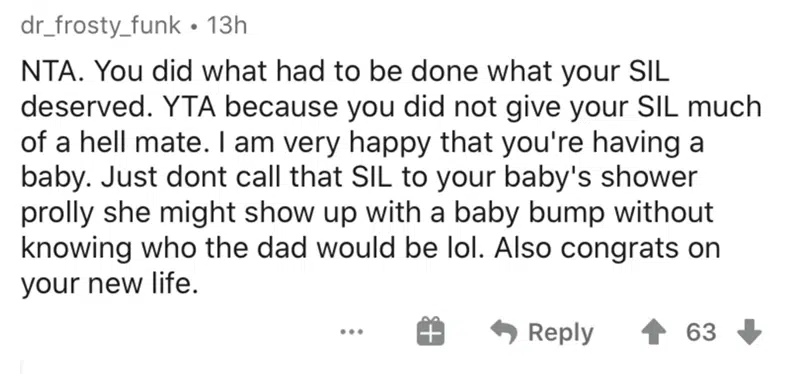 dr_frosty_funk • 13h
NTA. You did what had to be done what your SIL
deserved. YTA because you did not give your SIL much
of a hell mate. I am very happy that you're having a
baby. Just dont call that SIL to your baby's shower
prolly she might show up with a baby bump without
knowing who the dad would be lol. Also congrats on
your new life.
Reply 63